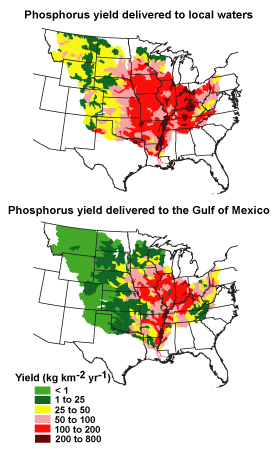 Phosphorus yield delivered to local waters
Phosphorus yield delivered to the Gulf of Mexico
Yield (kg km-2 yr-1)
< 1
1 to 25
25 to 50
50 to 100
100 to 200
200 to 800